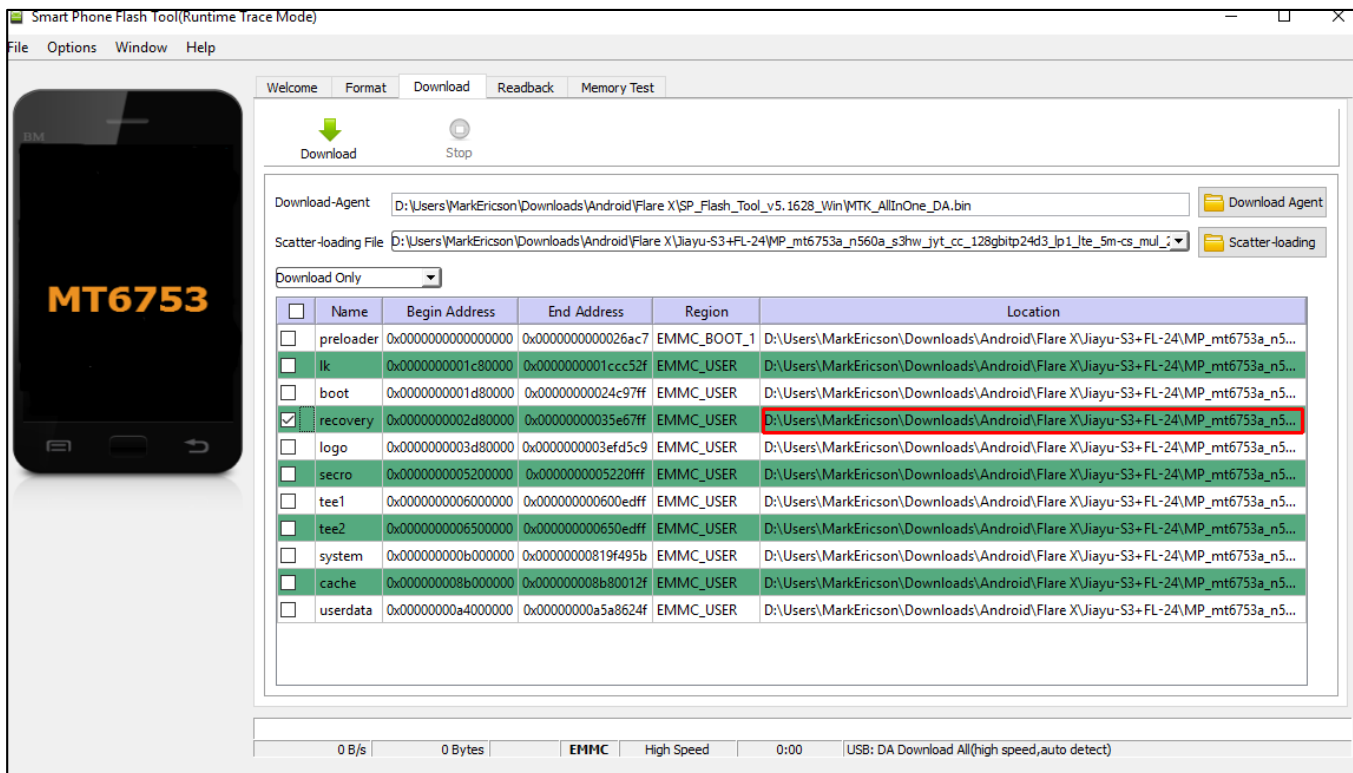 Smart Phone Flash Tool(Runtime Trace Mode)
File Options Window Help
Welcome Format Download Readback Memory Test
BM
Download Stop
Download-Agent D:\Users\MarkEricson\Downloads\Android\Flare X\SP_Flash_Tool_v5.1628_Win\MTK_AllInOne_DA.bin Download Agent
Scatter-loading File D:\Users\MarkEricson\Downloads\Android\Flare X\Jiayu-S3+FL-24\MP_mt6753a_n560a_s3hw_jyt_cc_128gbitp24d3_lp1_lte_5m-cs_mul_ Scatter-loading
Download Only
MT6753
Name Begin Address End Address Region Location
preloader 0x0000000000000000 0x0000000000026ac7 EMMC_BOOT_1 D:\Users\MarkEricson\Downloads\Android\Flare X\Jiayu-S3+FL-24\MP_mt6753a_n5...
lk 0x0000000001c80000 0x0000000001ccc52f EMMC_USER D:\Users\MarkEricson\Downloads\Android\Flare X\Jiayu-S3+FL-24\MP_mt6753a_n5...
boot 0x0000000001d80000 0x00000000024c97ff EMMC_USER D:\Users\MarkEricson\Downloads\Android\Flare X\Jiayu-S3+FL-24\MP_mt6753a_n5...
recovery 0x0000000002d80000 0x00000000035e67ff EMMC_USER D:\Users\MarkEricson\Downloads\Android\Flare X\Jiayu-S3+FL-24\MP_mt6753a_n5...
logo 0x0000000003d80000 0x0000000003efd5c9 EMMC_USER D:\Users\MarkEricson\Downloads\Android\Flare X\Jiayu-S3+FL-24\MP_mt6753a_n5...
secro 0x0000000005200000 0x0000000005220fff EMMC_USER D:\Users\MarkEricson\Downloads\Android\Flare X\Jiayu-S3+FL-24\MP_mt6753a_n5...
tee1 0x0000000006000000 0x000000000600edff EMMC_USER D:\Users\MarkEricson\Downloads\Android\Flare X\Jiayu-S3+FL-24\MP_mt6753a_n5...
tee2 0x0000000006500000 0x000000000650edff EMMC_USER D:\Users\MarkEricson\Downloads\Android\Flare X\Jiayu-S3+FL-24\MP_mt6753a_n5...
system 0x000000000b000000 0x00000000819f495b EMMC_USER D:\Users\MarkEricson\Downloads\Android\Flare X\Jiayu-S3+FL-24\MP_mt6753a_n5...
cache 0x000000008b000000 0x000000008b80012f EMMC_USER D:\Users\MarkEricson\Downloads\Android\Flare X\Jiayu-S3+FL-24\MP_mt6753a_n5...
userdata 0x00000000a4000000 0x00000000a5a8624f EMMC_USER D:\Users\MarkEricson\Downloads\Android\Flare X\Jiayu-S3+FL-24\MP_mt6753a_n5...
0 B/s 0 Bytes EMMC High Speed 0:00 USB: DA Download All(high speed,auto detect)